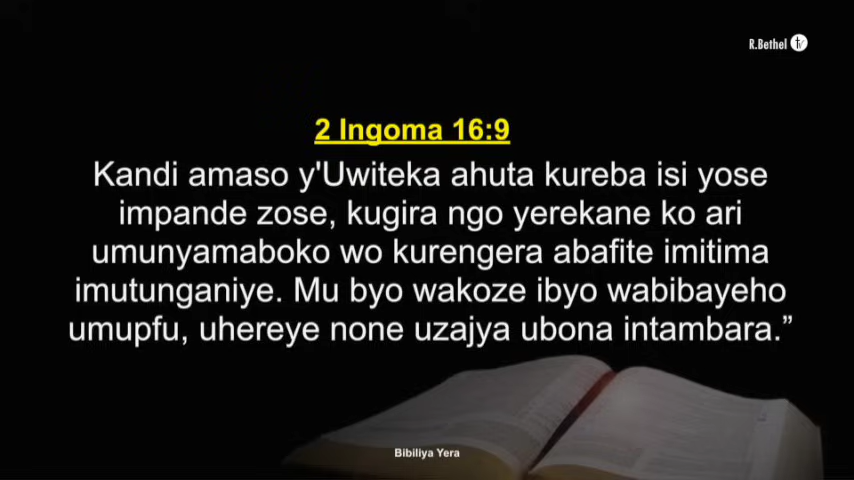 R.Bethel tv
2 Ingoma 16:9
Kandi amaso y'Uwiteka ahuta kureba isi yose
impande zose, kugira ngo yerekane ko ari
umunyamaboko wo kurengera abafite imitima
imutunganiye. Mu byo wakoze ibyo wabibayeho
umupfu, uhereye none uzajya ubona intambara.”
Bibiliya Yera